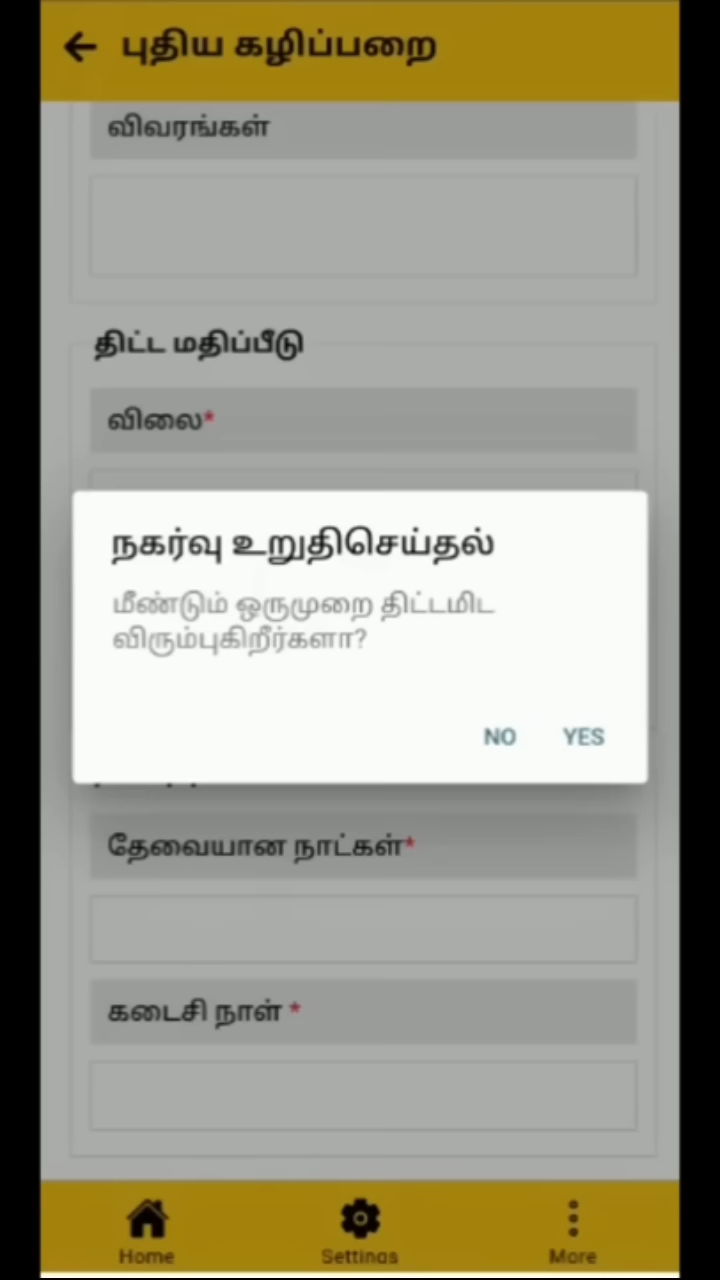 புதிய கழிப்பறை
விவரங்கள்
திட்ட மதிப்பீடு
விலை*
நகர்வு உறுதிசெய்தல்
மீண்டும் ஒருமுறை திட்டமிட
விரும்புகிறீர்களா?
NO YES
தேவையான நாட்கள்*
கடைசி நாள் *
Home Settings More